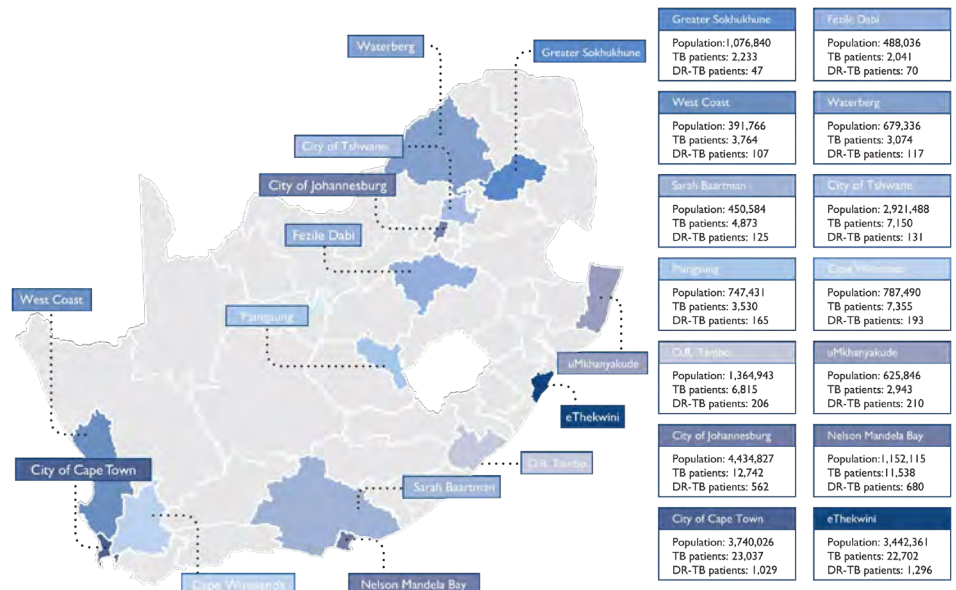 Waterberg
Greater Sokhukhune
City of Tshwane
City of Johannesburg
Fezile Dabi
West Coast
Mangaung
uMkhanyakude
eThekwini
City of Cape Town
O.R. Tambo
Sarah Baartman
Cape Winelands
Nelson Mandela Bay
Greater Sokhukhune
Population:1,076,840
TB patients: 2,233
DR-TB patients: 47
Fezile Dabi
Population: 488,036
TB patients: 2,041
DR-TB patients: 70
West Coast
Population: 391,766
TB patients: 3,764
DR-TB patients: 107
Waterberg
Population: 679,336
TB patients: 3,074
DR-TB patients: 117
Sarah Baartman
Population: 450,584
TB patients: 4,873
DR-TB patients: 125
City of Tshwane
Population: 2,921,488
TB patients: 7,150
DR-TB patients: 131
Mangaung
Population: 747,431
TB patients: 3,530
DR-TB patients: 165
Cape Winelands
Population: 787,490
TB patients: 7,355
DR-TB patients: 193
O.R. Tambo
Population: 1,364,943
TB patients: 6,815
DR-TB patients: 206
uMkhanyakude
Population: 625,846
TB patients: 2,943
DR-TB patients: 210
City of Johannesburg
Population: 4,434,827
TB patients: 12,742
DR-TB patients: 562
Nelson Mandela Bay
Population:1,152,115
TB patients:11,538
DR-TB patients: 680
City of Cape Town
Population: 3,740,026
TB patients: 23,037
DR-TB patients: 1,029
eThekwini
Population: 3,442,361
TB patients: 22,702
DR-TB patients: 1,296